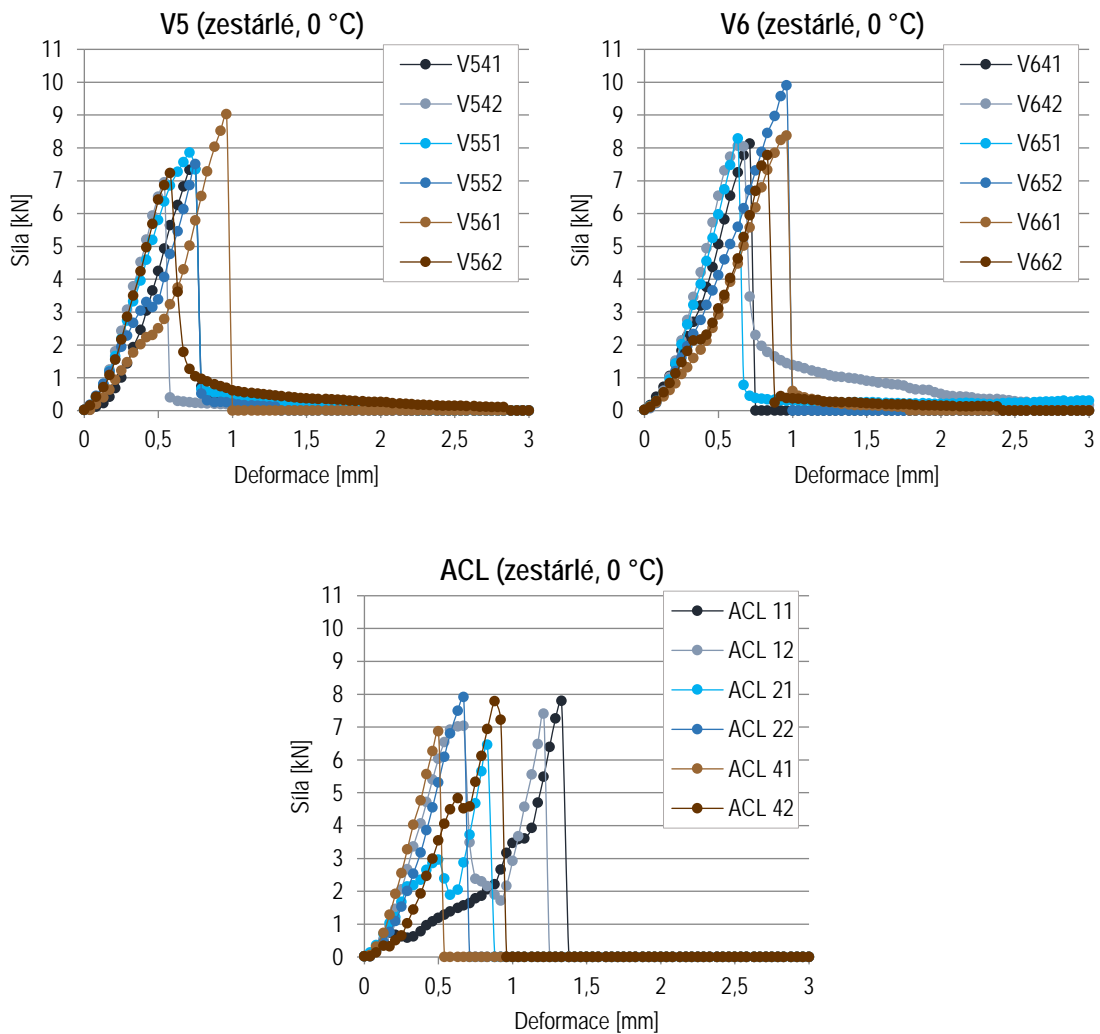 V5 (zestárlé, 0 °C)
11
10
9
8
7
6
5
4
3
2
1
0
Síla [kN]
0
0,5
1
1,5
2
2,5
3
Deformace [mm]
V541
V542
V551
V552
V561
V562
V6 (zestárlé, 0 °C)
11
10
9
8
7
6
5
4
3
2
1
0
Síla [kN]
0
0,5
1
1,5
2
2,5
3
Deformace [mm]
V641
V642
V651
V652
V661
V662
ACL (zestárlé, 0 °C)
11
10
9
8
7
6
5
4
3
2
1
0
Síla [kN]
0
0,5
1
1,5
2
2,5
3
Deformace [mm]
ACL 11
ACL 12
ACL 21
ACL 22
ACL 41
ACL 42